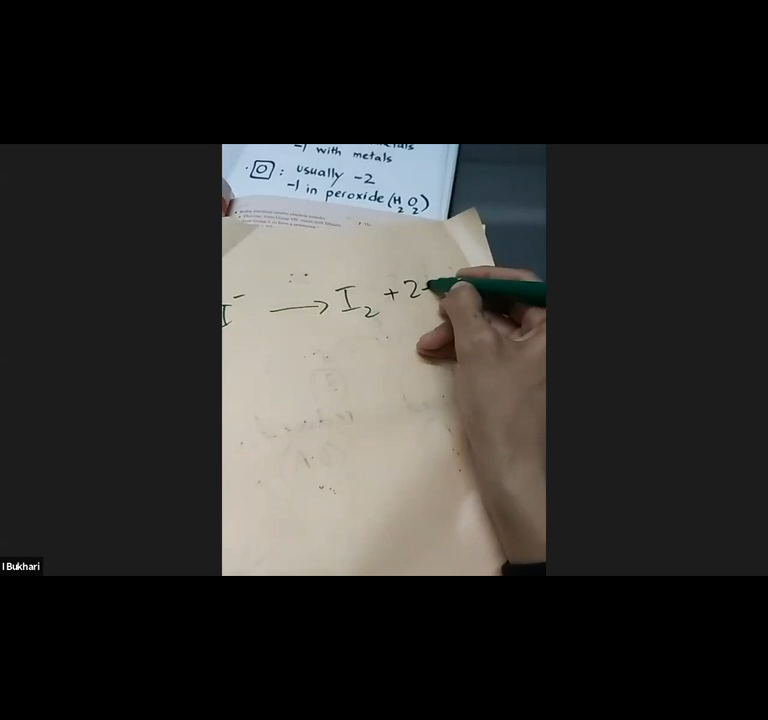 -1 with metals
· O : usually -2
-1 in peroxide (H2O2)
I⁻ ⟶ I2 + 2
I Bukhari